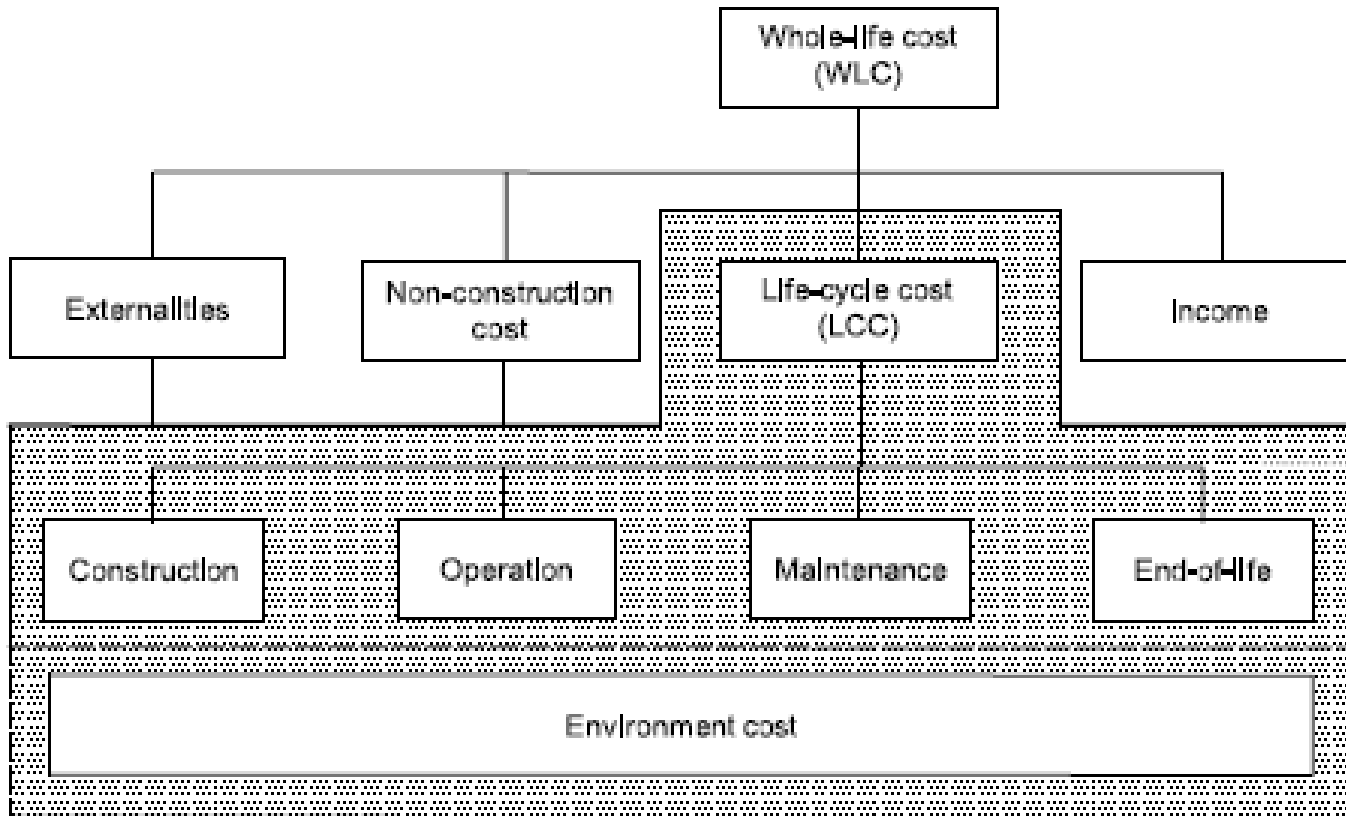 Whole-life cost
(WLC)
Externalities
Non-construction
cost
Life-cycle cost
(LCC)
Income
Construction
Operation
Maintenance
End-of-life
Environment cost